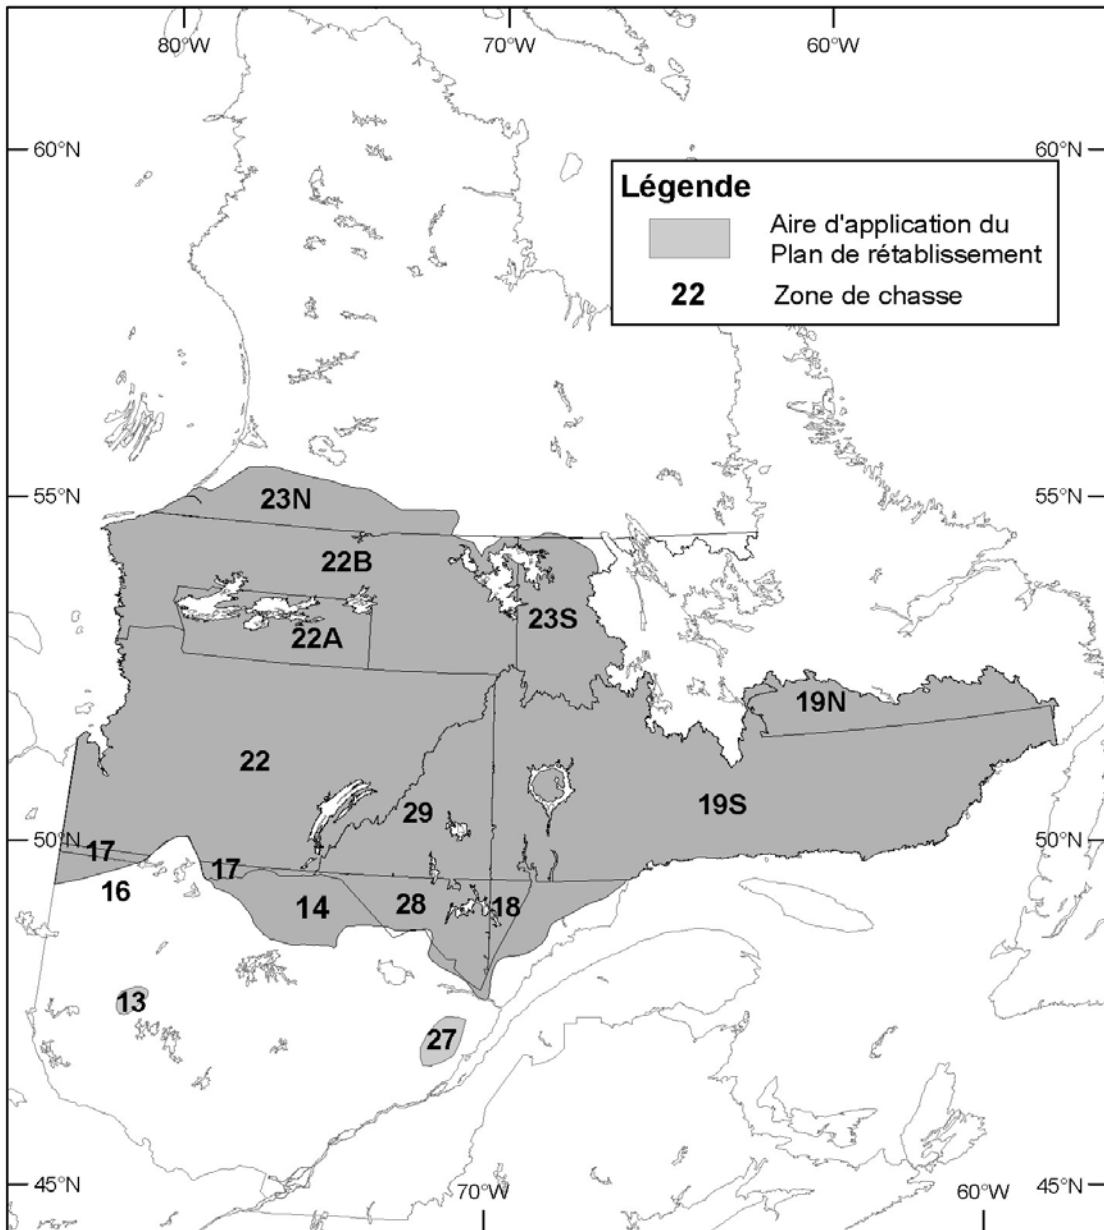 80°W
70°W
60°W
60°N
60°N
Légende
Aire d'application du
Plan de rétablissement
22
Zone de chasse
55°N
55°N
23N
22B
23S
22A
19N
22
29
19S
50°N
50°N
17
17
16
14
28
18
13
27
45°N
70°W
60°W
45°N